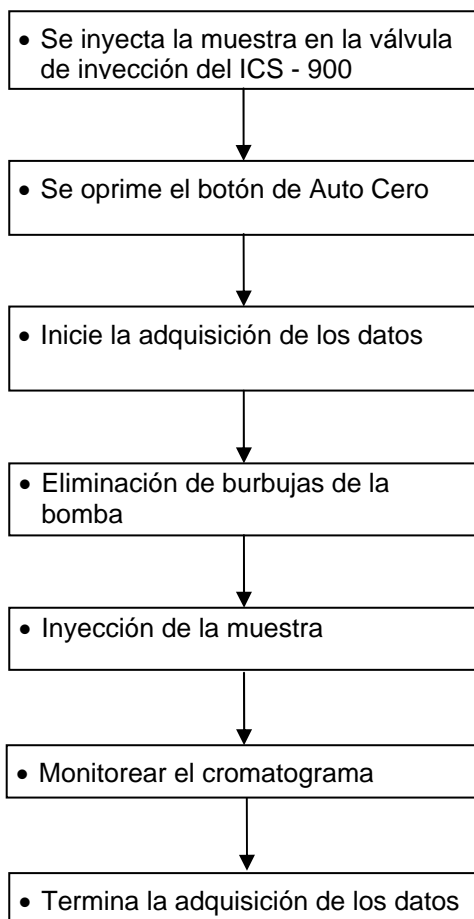 • Se inyecta la muestra en la válvula
de inyección del ICS - 900
• Se oprime el botón de Auto Cero
• Inicie la adquisición de los datos
• Eliminación de burbujas de la
bomba
• Inyección de la muestra
• Monitorear el cromatograma
• Termina la adquisición de los datos